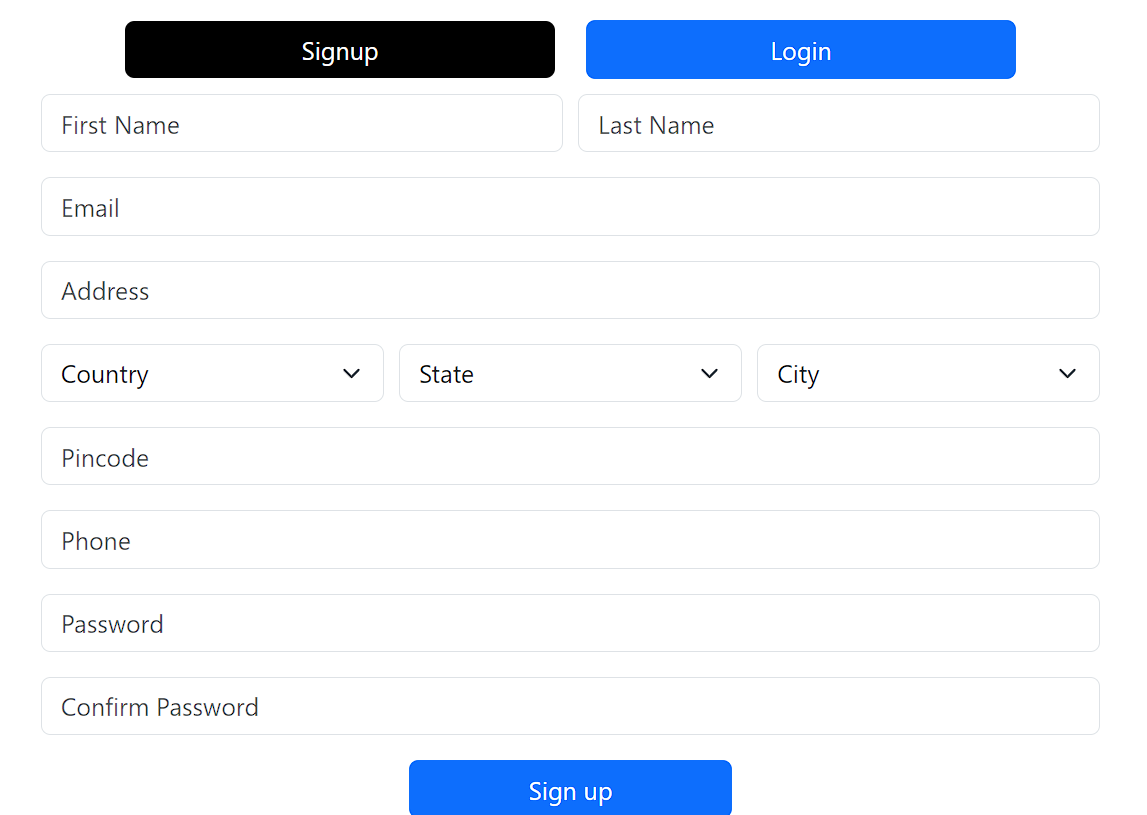 Signup Login
First Name Last Name
Email
Address
Country State City
Pincode
Phone
Password
Confirm Password
Sign up